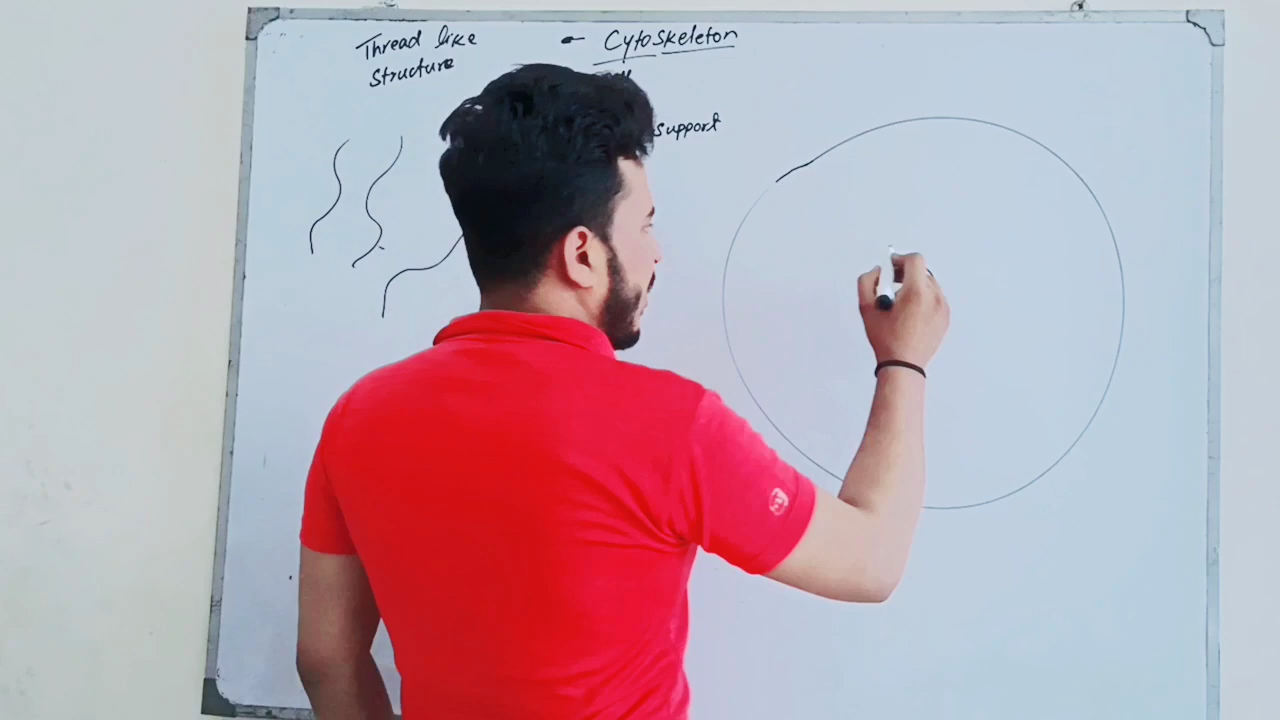 Thread like
structure
- Cytoskeleton
support